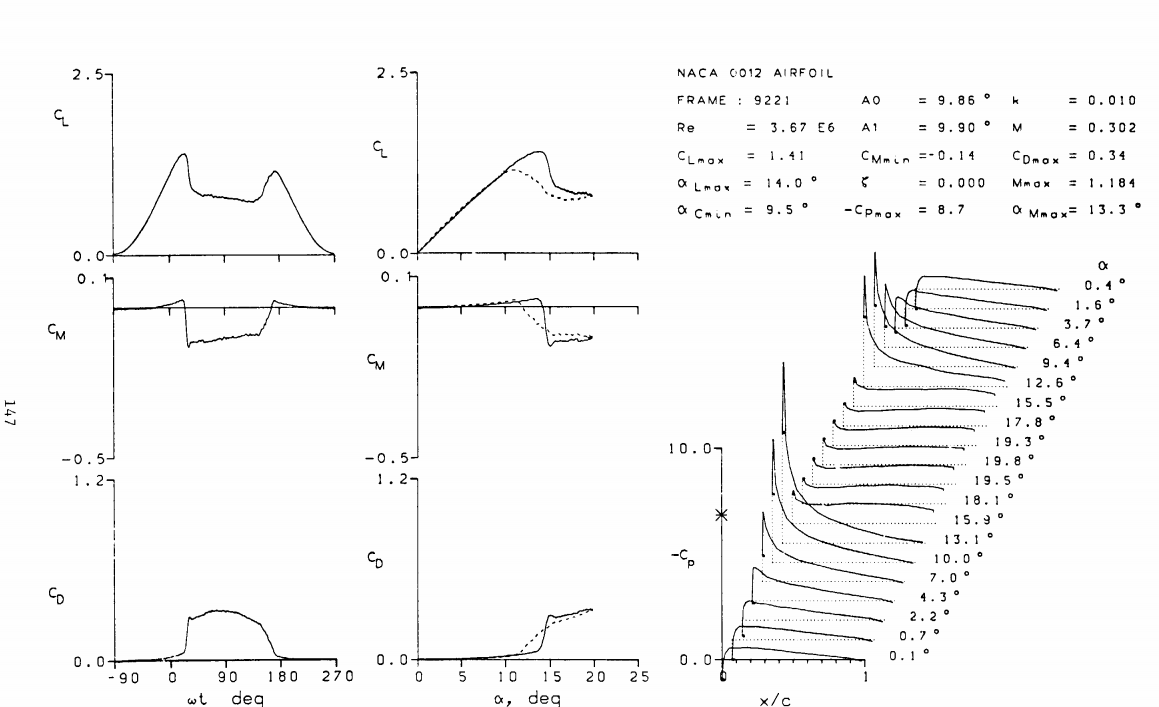 NACA 0012 AIRFOIL
FRAME : 9221 A0 = 9.86 ° k = 0.010
Re = 3.67 E6 A1 = 9.90 ° M = 0.302
CLmax = 1.41 CMmin =-0.14 CDmax = 0.34
αLmax = 14.0 ° ζ = 0.000 Mmax = 1.184
αCmin = 9.5 ° -CPmax = 8.7 αMmax= 13.3 °
2.5
CL
0.0
0.1
CM
-0.5
1.2
CD
0.0
-90 0 90 180 270
ωt deg
2.5
CL
0.0
0.1
CM
-0.5
1.2
CD
0.0
0 5 10 15 20 25
α, deg
α
0.4 °
1.6 °
3.7 °
6.4 °
9.4 °
12.6 °
15.5 °
17.8 °
19.3 °
19.8 °
19.5 °
18.1 °
15.9 °
13.1 °
10.0 °
7.0 °
4.3 °
2.2 °
0.7 °
0.1 °
10.0
-Cp
0.0
0 1
x/c
147